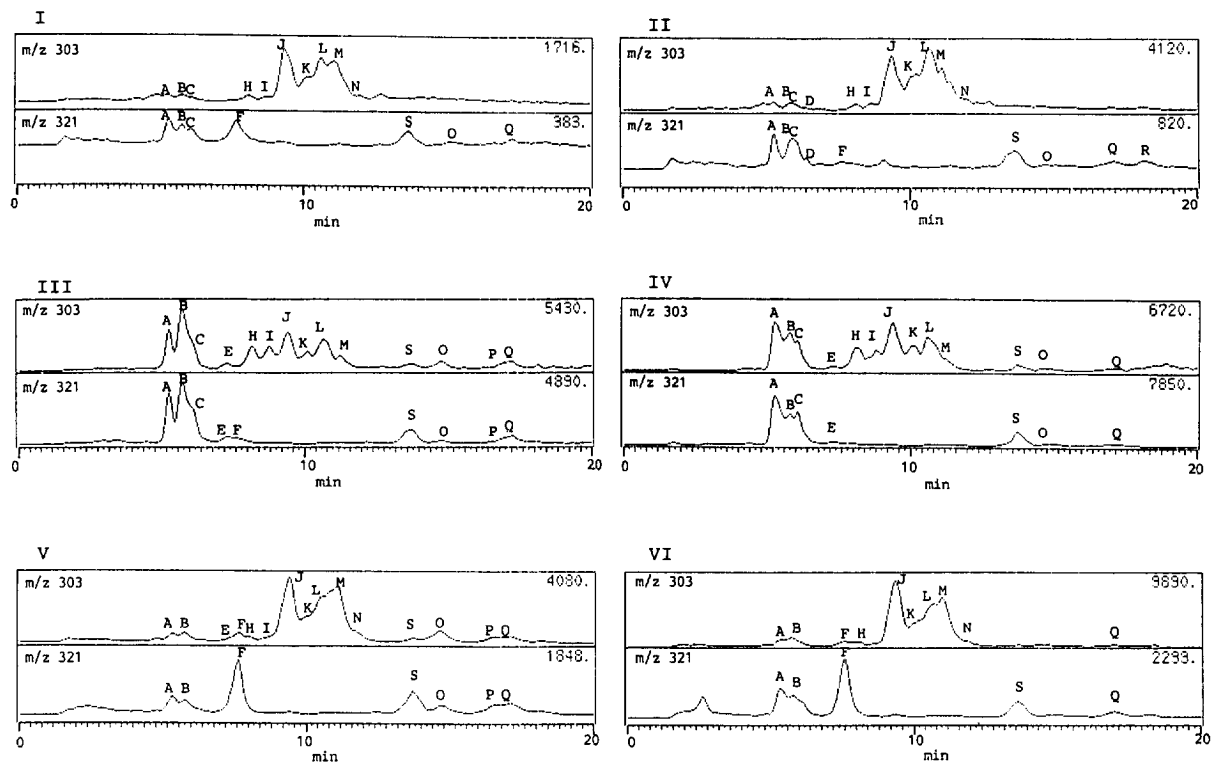 I
m/z 303 1716.
A B C H I J K L M N
m/z 321 383.
A B C F S O Q
0 10 20
min
II
m/z 303 4120.
A B C D H I J K L M N
m/z 321 820.
A B C D F S O Q R
0 10 20
min
III
m/z 303 5430.
A B C E H I J K L M S O P Q
m/z 321 4890.
A B C E F S O P Q
0 10 20
min
IV
m/z 303 6720.
A B C E H I J K L M S O Q
m/z 321 7850.
A B C E S O Q
0 10 20
min
V
m/z 303 4080.
A B E F H I J K L M N S O P Q
m/z 321 1848.
A B F S O P Q
0 10 20
min
VI
m/z 303 9890.
A B F H J K L M N Q
m/z 321
A B F S Q
0 10 20
min